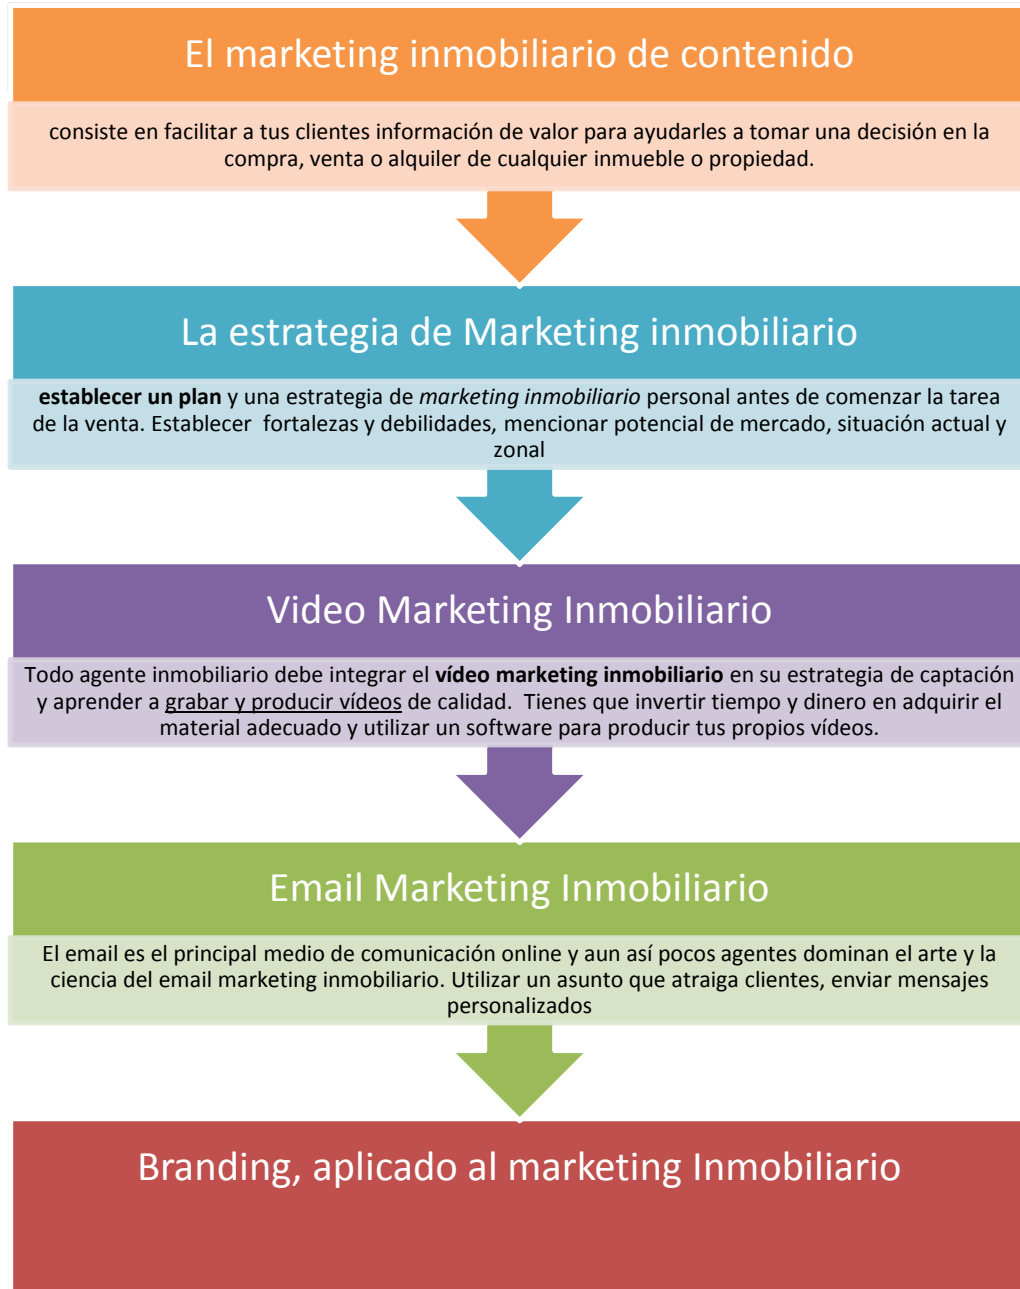 El marketing inmobiliario de contenido
consiste en facilitar a tus clientes información de valor para ayudarles a tomar una decisión en la
compra, venta o alquiler de cualquier inmueble o propiedad.
La estrategia de Marketing inmobiliario
establecer un plan y una estrategia de marketing inmobiliario personal antes de comenzar la tarea
de la venta. Establecer  fortalezas y debilidades, mencionar potencial de mercado, situación actual y
zonal
Video Marketing Inmobiliario
Todo agente inmobiliario debe integrar el vídeo marketing inmobiliario en su estrategia de captación
y aprender a grabar y producir vídeos de calidad.  Tienes que invertir tiempo y dinero en adquirir el
material adecuado y utilizar un software para producir tus propios vídeos.
Email Marketing Inmobiliario
El email es el principal medio de comunicación online y aun así pocos agentes dominan el arte y la
ciencia del email marketing inmobiliario. Utilizar un asunto que atraiga clientes, enviar mensajes
personalizados
Branding, aplicado al marketing Inmobiliario